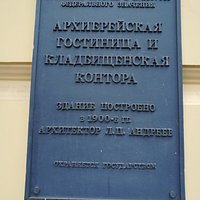 ФЕДЕРАЛЬНОГО ЗНАЧЕНИЯ
АРХИЕРЕЙСКАЯ
ГОСТИНИЦА И
КЛАДБИЩЕНСКАЯ
КОНТОРА
ЗДАНИЕ ПОСТРОЕНО
в 1900-е гг.
АРХИТЕКТОР Л.П. АНДРЕЕВ
ОХРАНЯЕТСЯ ГОСУДАРСТВОМ